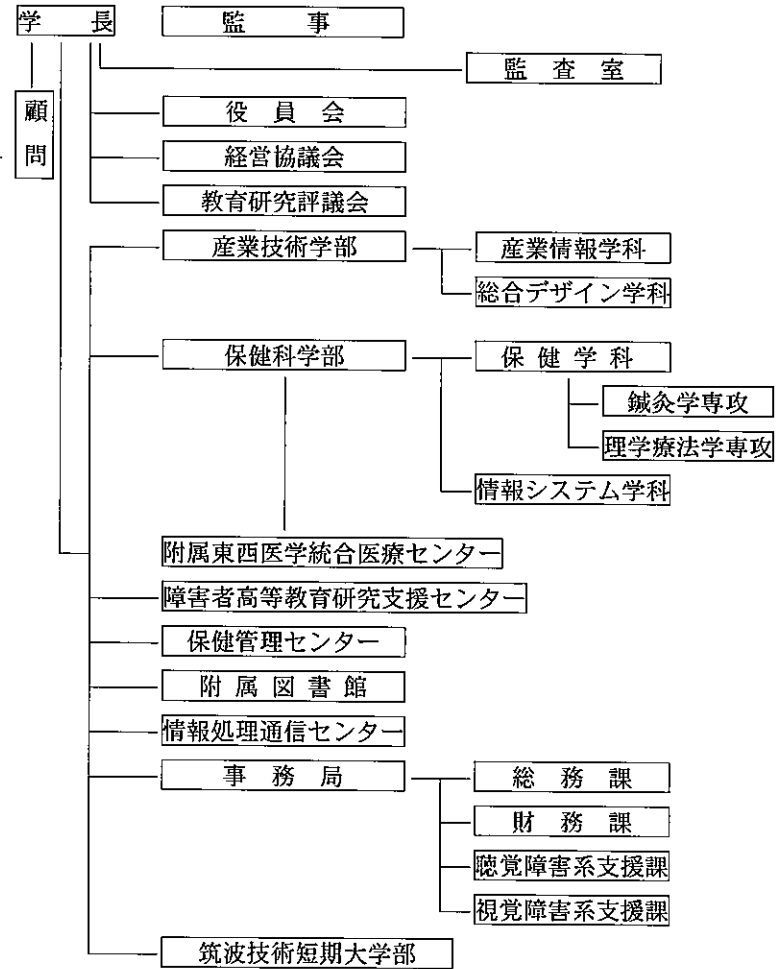 学長
監事
監査室
顧問
役員会
経営協議会
教育研究評議会
産業技術学部
産業情報学科
総合デザイン学科
保健科学部
保健学科
鍼灸学専攻
理学療法学専攻
情報システム学科
附属東西医学統合医療センター
障害者高等教育研究支援センター
保健管理センター
附属図書館
情報処理通信センター
事務局
総務課
財務課
聴覚障害系支援課
視覚障害系支援課
筑波技術短期大学部